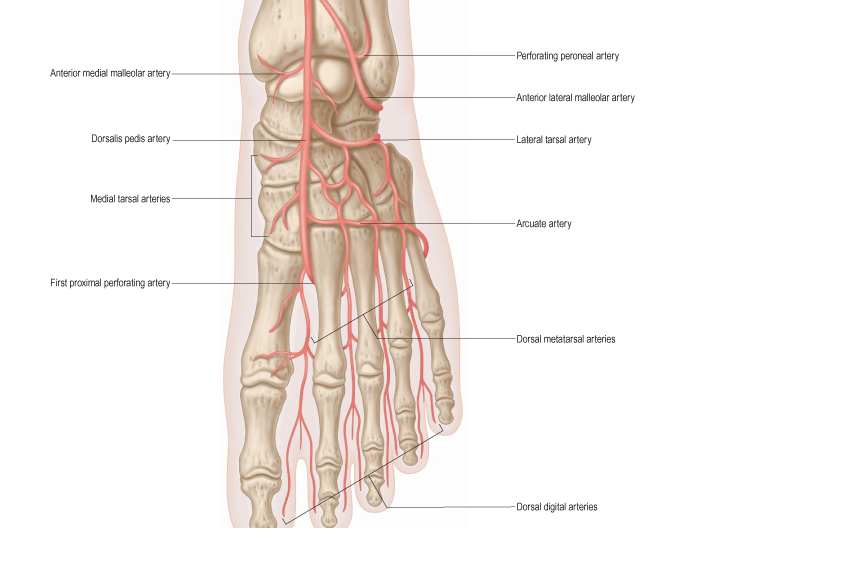 Anterior medial malleolar artery
Dorsalis pedis artery
Medial tarsal arteries
First proximal perforating artery
Perforating peroneal artery
Anterior lateral malleolar artery
Lateral tarsal artery
Arcuate artery
Dorsal metatarsal arteries
Dorsal digital arteries